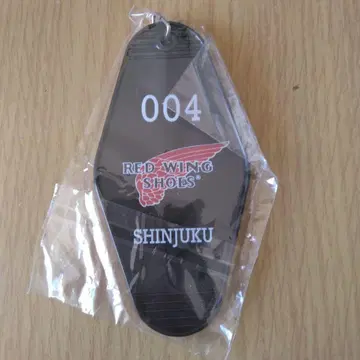 004
RED WING
SHOES®
SHINJUKU